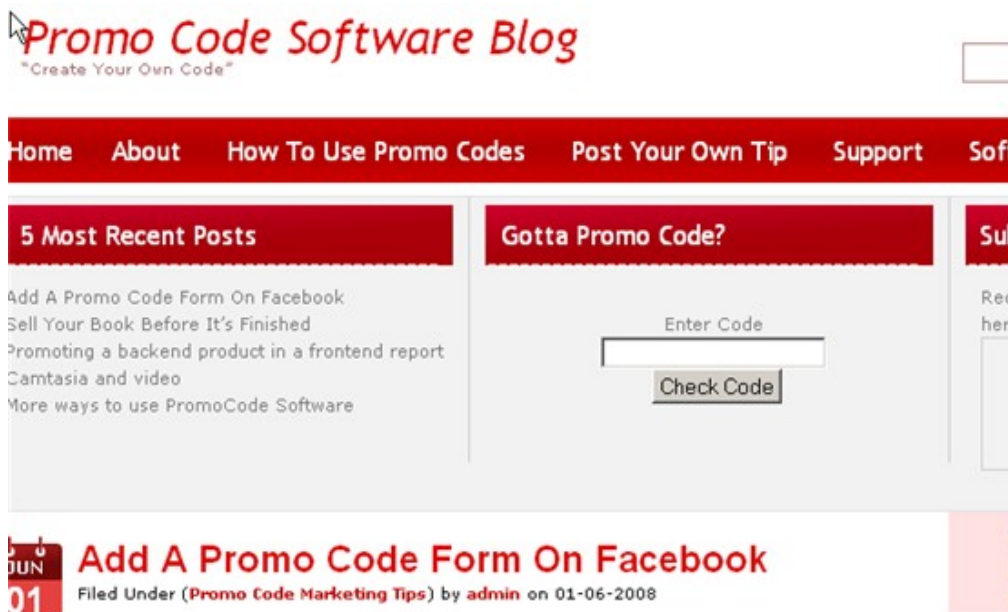 Promo Code Software Blog
"Create Your Own Code"
Home About How To Use Promo Codes Post Your Own Tip Support
5 Most Recent Posts
Add A Promo Code Form On Facebook
Sell Your Book Before It's Finished
Promoting a backend product in a frontend report
Camtasia and video
More ways to use PromoCode Software
Gotta Promo Code?
Enter Code
Check Code
JUN
01
Add A Promo Code Form On Facebook
Filed Under (Promo Code Marketing Tips) by admin on 01-06-2008